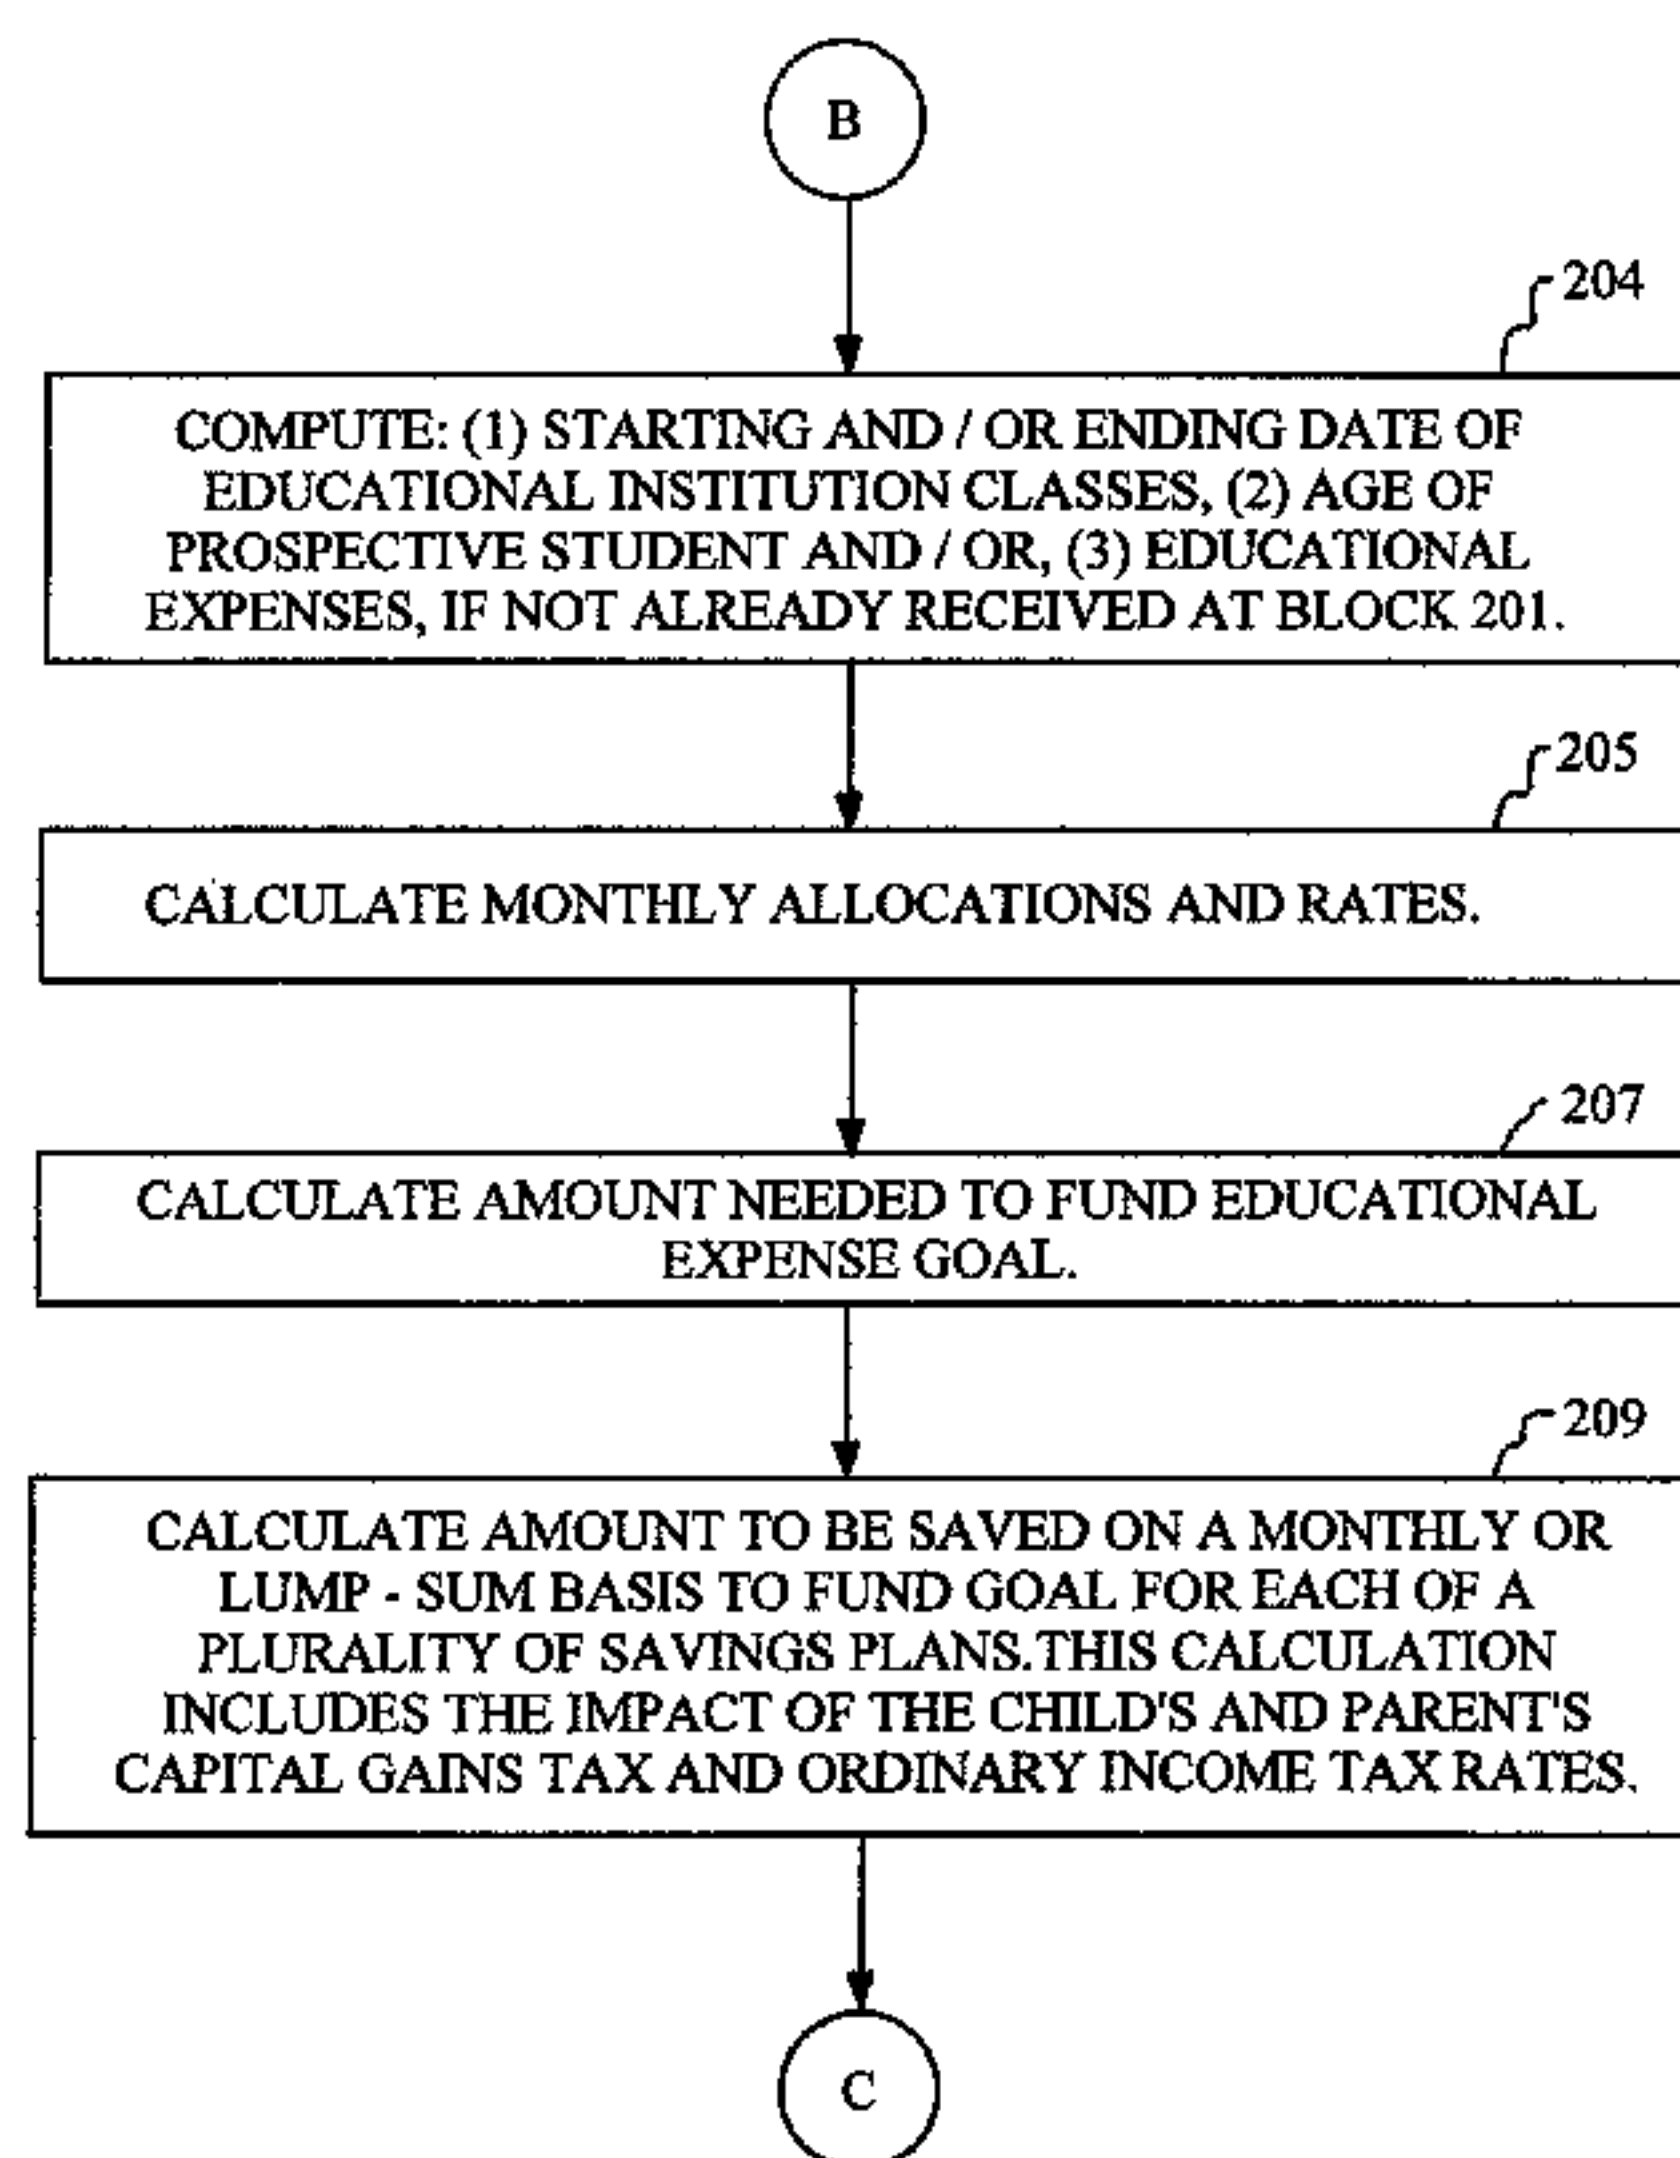 B
204
COMPUTE: (1) STARTING AND / OR ENDING DATE OF
EDUCATIONAL INSTITUTION CLASSES, (2) AGE OF
PROSPECTIVE STUDENT AND / OR, (3) EDUCATIONAL
EXPENSES, IF NOT ALREADY RECEIVED AT BLOCK 201.
205
CALCULATE MONTHLY ALLOCATIONS AND RATES.
207
CALCULATE AMOUNT NEEDED TO FUND EDUCATIONAL
EXPENSE GOAL.
209
CALCULATE AMOUNT TO BE SAVED ON A MONTHLY OR
LUMP - SUM BASIS TO FUND GOAL FOR EACH OF A
PLURALITY OF SAVINGS PLANS.THIS CALCULATION
INCLUDES THE IMPACT OF THE CHILD'S AND PARENT'S
CAPITAL GAINS TAX AND ORDINARY INCOME TAX RATES.
C